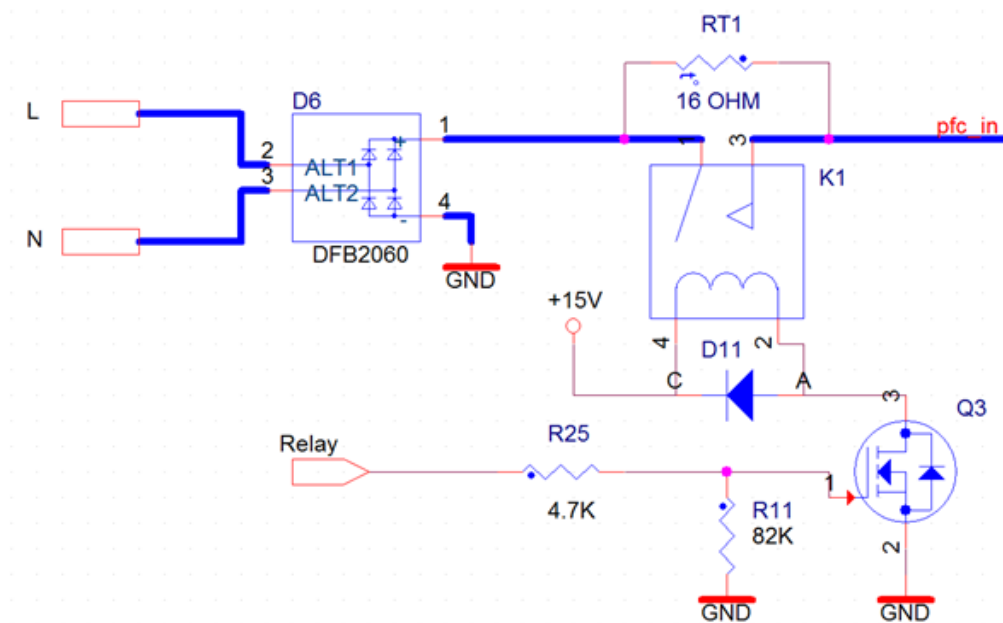 RT1
t°
16 OHM
L
D6
1
pfc_in
2
ALT1
+
1
3
K1
3
ALT2
4
-
N
DFB2060
GND
+15V
4
D11
2
C
A
3
Q3
Relay
R25
1
4.7K
R11
82K
2
GND
GND